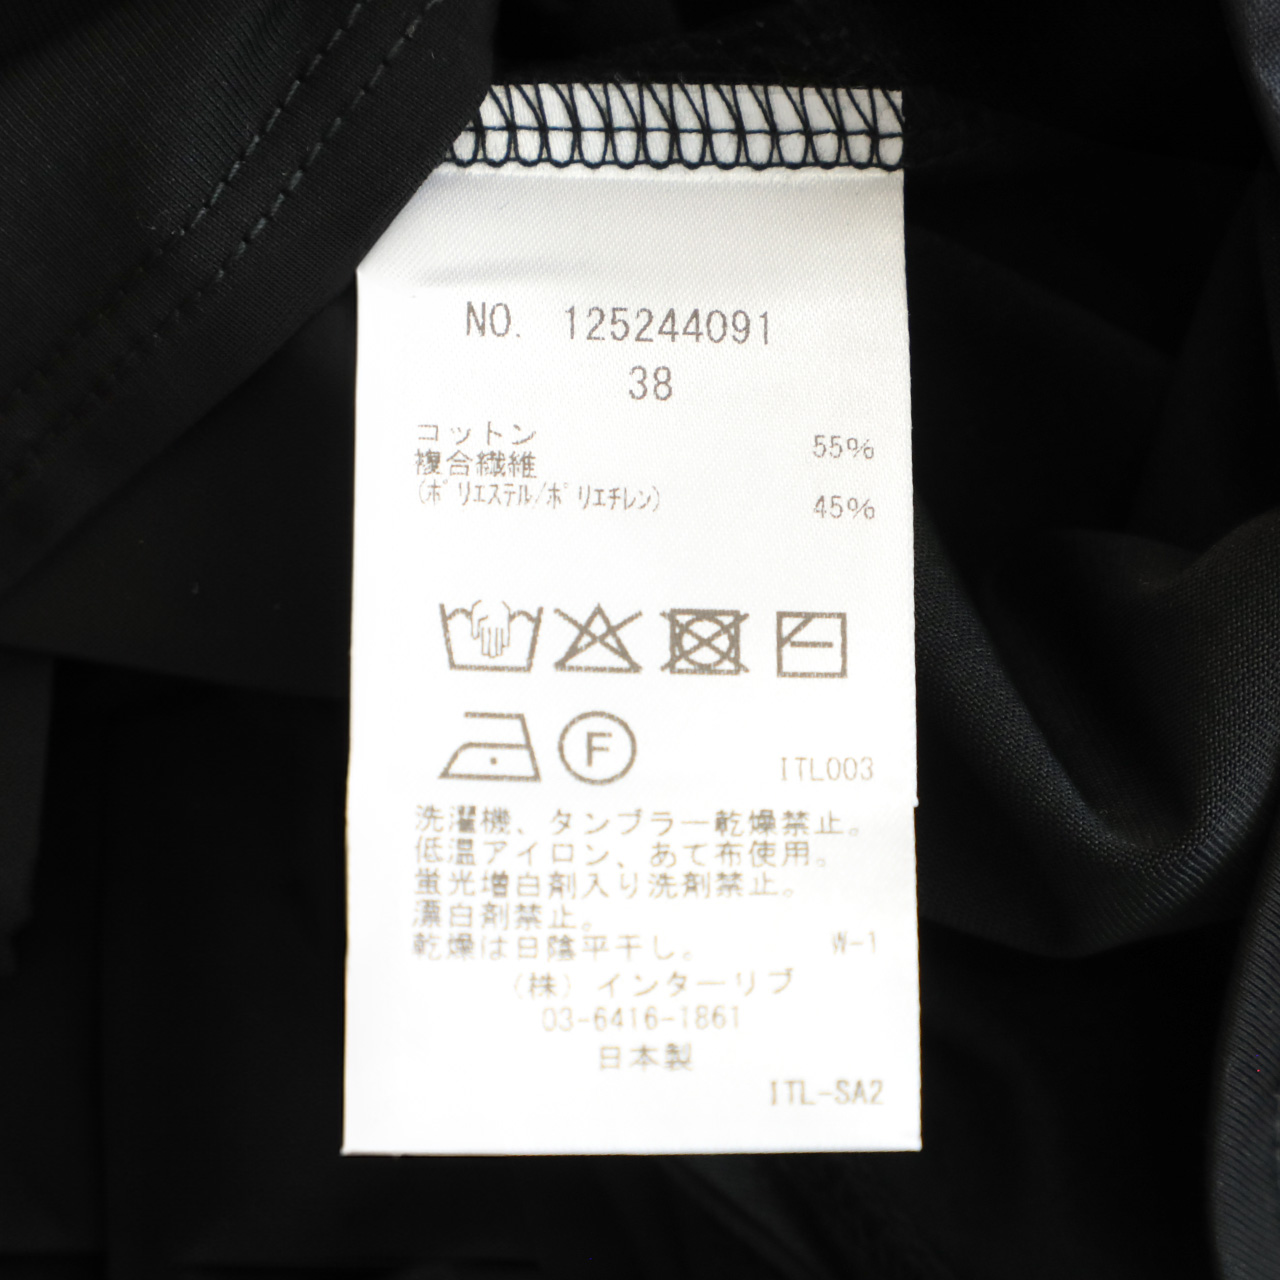 NO. 125244091
38
コットン 55%
複合繊維
(ポリエステル/ポリエチレン) 45%
F
ITL003
洗濯機、タンブラー乾燥禁止。
低温アイロン、あて布使用。
蛍光増白剤入り洗剤禁止。
漂白剤禁止。
乾燥は日陰平干し。 W-1
(株) インターリブ
03-6416-1861
日本製
ITL-SA2